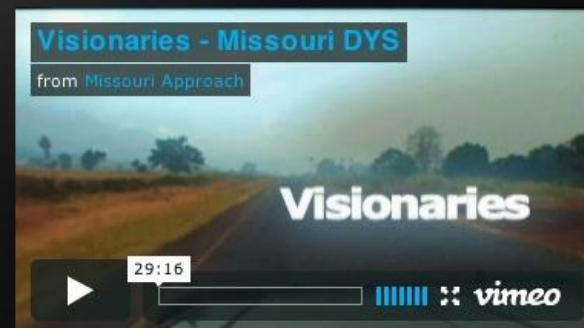 Visionaries - Missouri DYS
from Missouri Approach
Visionaries
29:16
vimeo